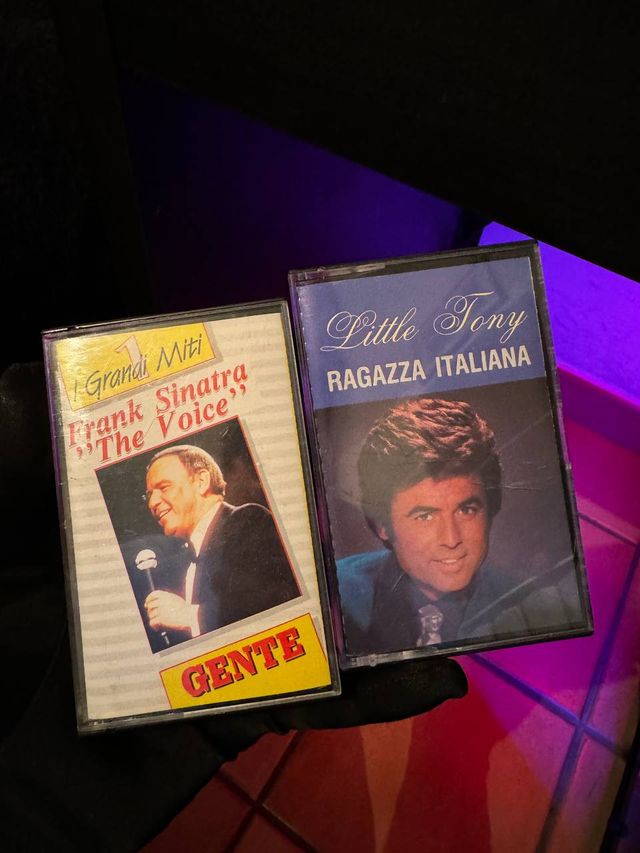 1
I Grandi Miti
Frank Sinatra
"The Voice"
GENTE
Little Tony
RAGAZZA ITALIANA